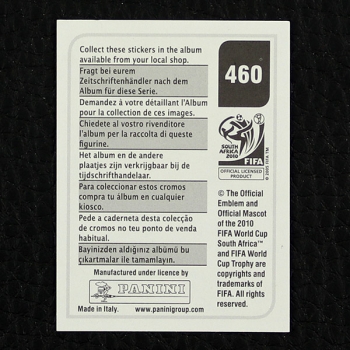 Collect these stickers in the album
available from your local shop.
Fragt bei eurem
Zeitschriftenhändler nach dem
Album für diese Serie.
Demandez à votre détaillant l'Album
pour la collection de ces images.
Chiedete al vostro rivenditore
l'album per la raccolta di queste
figurine.
Het album en de andere
plaatjes zijn verkrijgbaar bij de
tijdschrifthandelaar.
Para coleccionar estos cromos
compra tu álbum en cualquier
kiosco.
Pede a caderneta desta colecção
de cromos no teu ponto de venda
habitual.
Bayinizden aldığınız albümü bu
çıkartmalar ile tamamlayın.
Manufactured under licence by
PANINI
Made in Italy. www.paninigroup.com
460
SOUTH AFRICA
2010
FIFA
OFFICIAL LICENSED
PRODUCT
© 2005 FIFA TM
© The Official
Emblem and
Official Mascot
of the 2010
FIFA World Cup
South Africa™
and FIFA World
Cup Trophy are
copyrights and
trademarks of
FIFA. All rights
reserved.